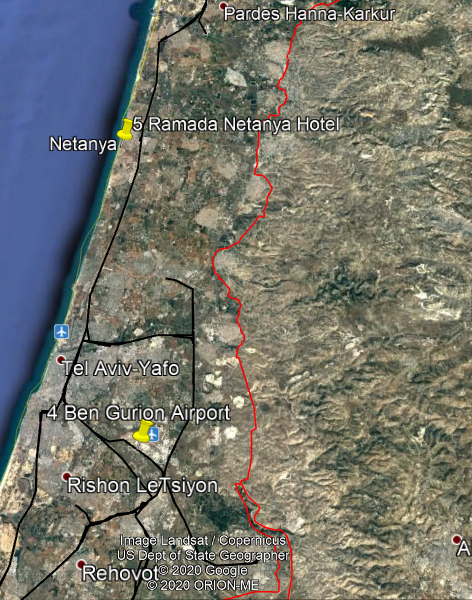 Pardes Hanna-Karkur
5 Ramada Netanya Hotel
Netanya
Tel Aviv-Yafo
4 Ben Gurion Airport
Rishon LeTsiyon
Image Landsat / Copernicus
US Dept of State Geographer
A
© 2020 Google
Rehovot
© 2020 ORION-ME